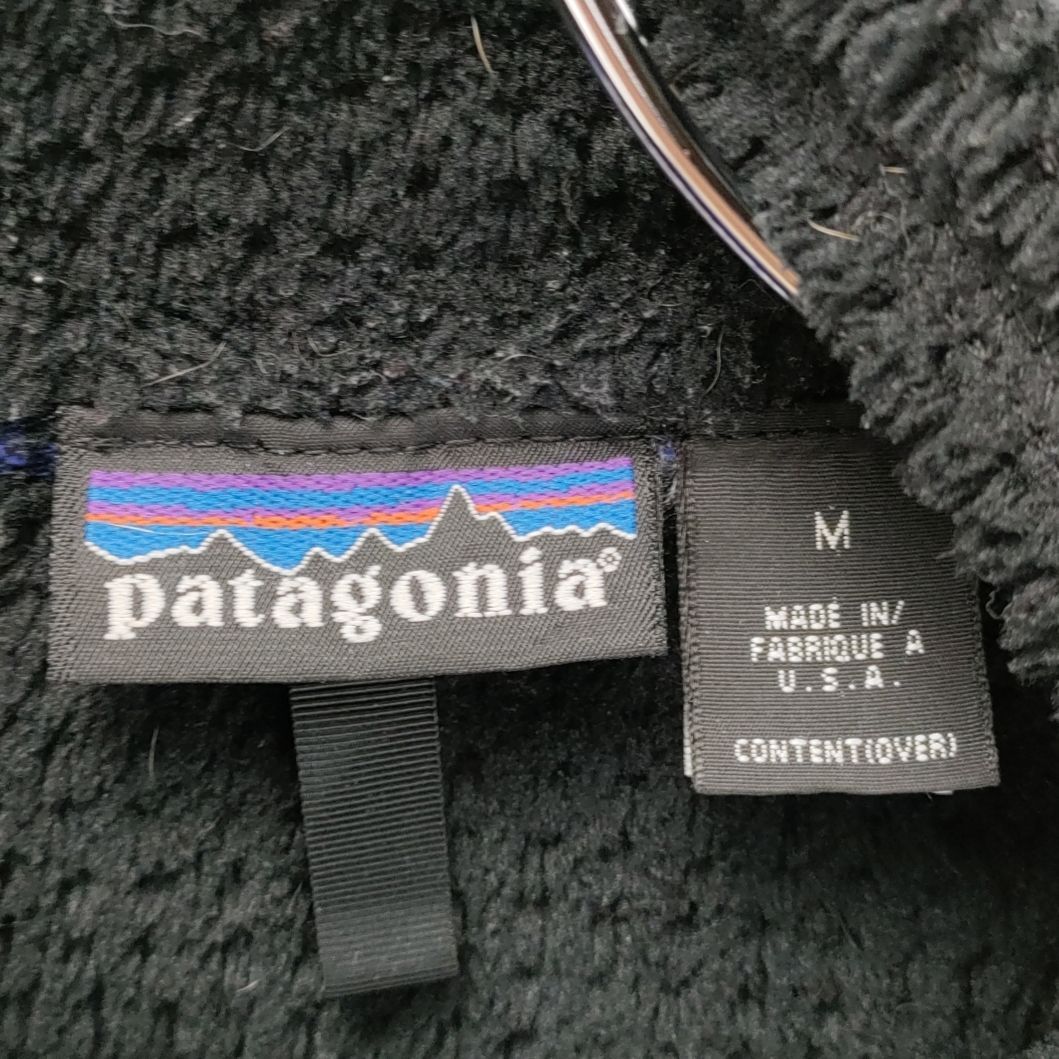 patagonia®
M
MADE IN/
FABRIQUE A
U.S.A.
CONTENT(OVER)